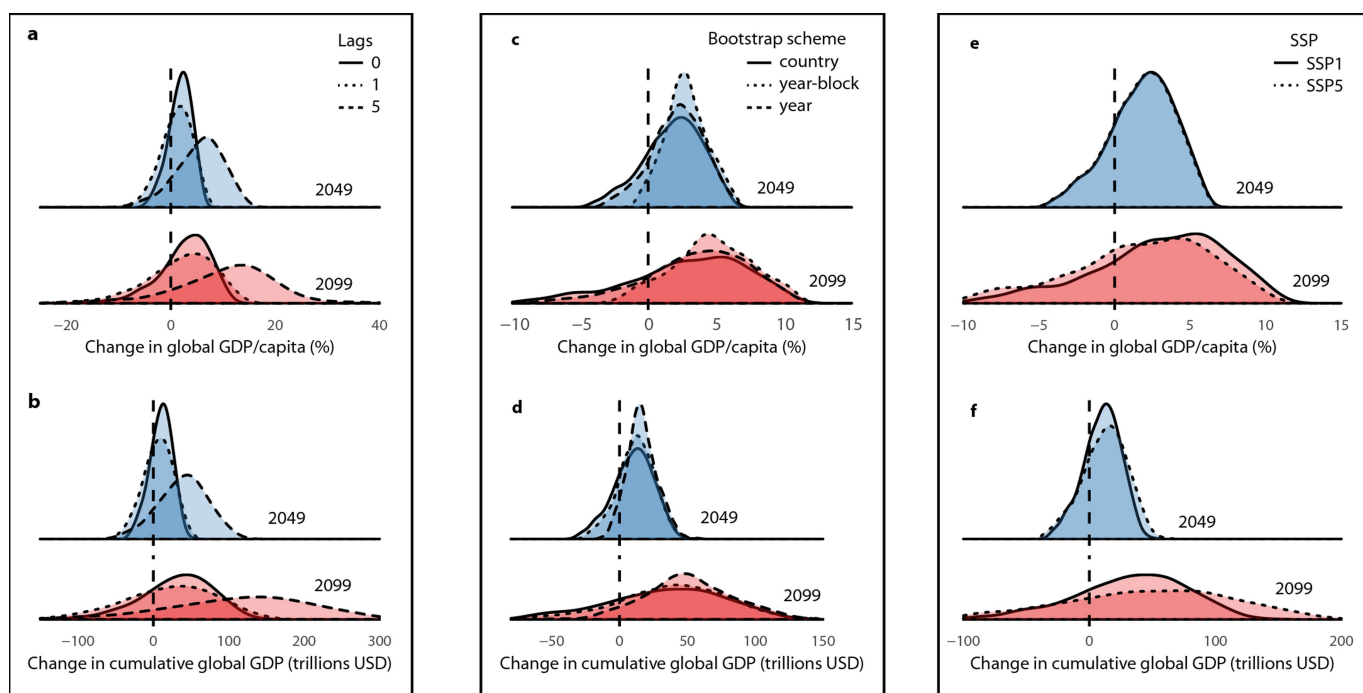 a
Lags
0
1
5
2049
2099
−20
0
20
40
Change in global GDP/capita (%)
b
2049
2099
−100
0
100
200
300
Change in cumulative global GDP (trillions USD)
c
Bootstrap scheme
country
year-block
year
2049
2099
−10
−5
0
5
10
15
Change in global GDP/capita (%)
d
2049
2099
−50
0
50
100
150
Change in cumulative global GDP (trillions USD)
e
SSP
SSP1
SSP5
2049
2099
−10
−5
0
5
10
15
Change in global GDP/capita (%)
f
2049
2099
−100
0
100
200
Change in cumulative global GDP (trillions USD)